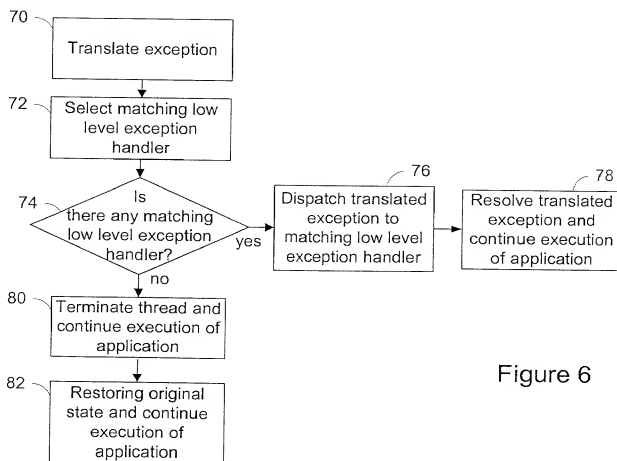 70
Translate exception
72
Select matching low
level exception
handler
74
Is
there any matching
low level exception
handler?
yes
no
76
Dispatch translated
exception to
matching low level
exception handler
78
Resolve translated
exception and
continue execution
of application
80
Terminate thread and
continue execution of
application
82
Restoring original
state and continue
execution of
application
Figure 6